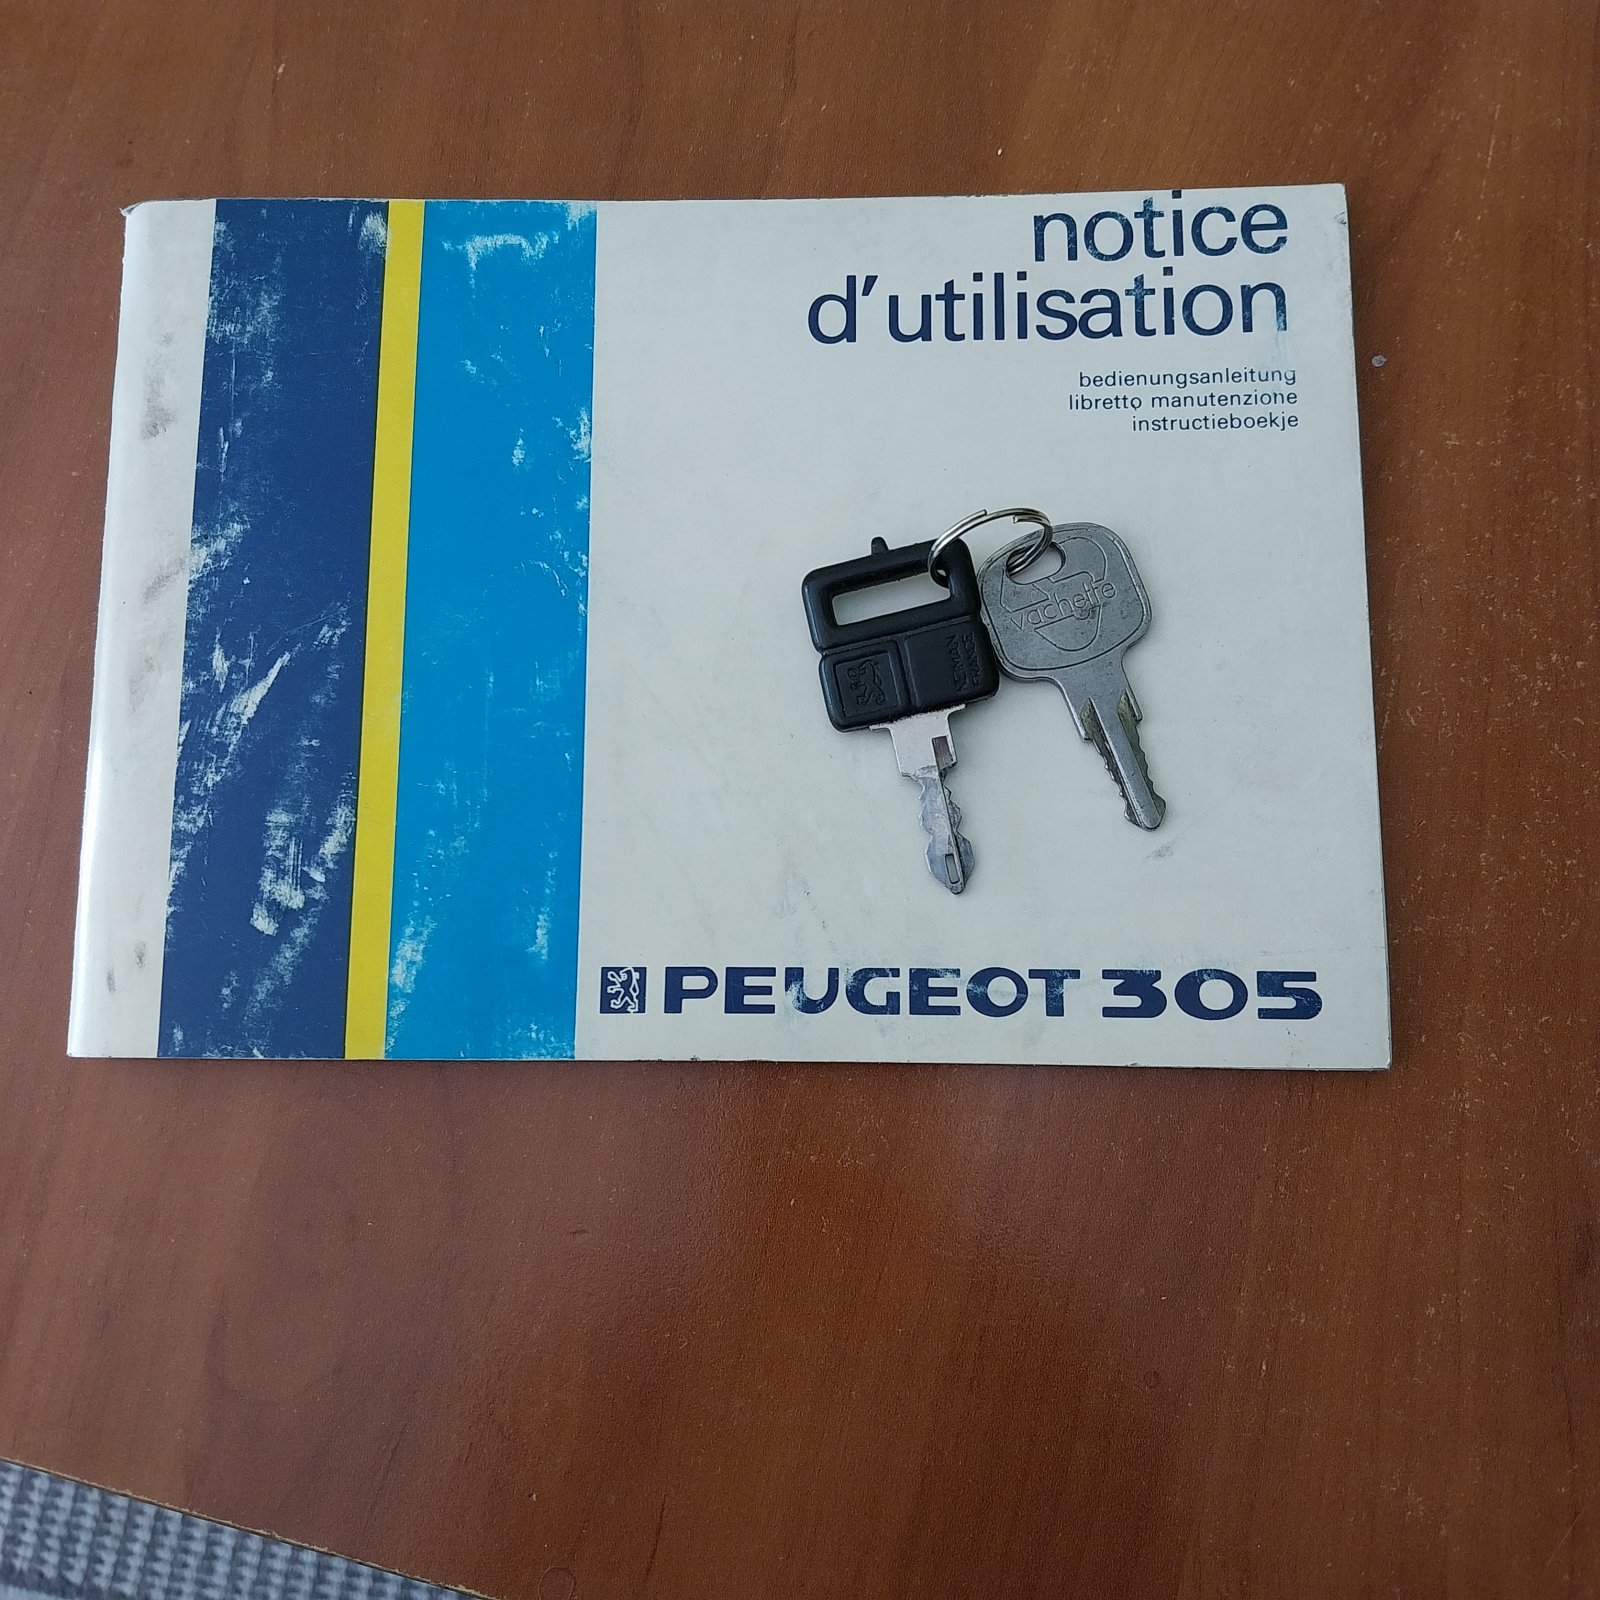 notice
d'utilisation
bedienungsanleitung
libretto manutenzione
instructieboekje
vachette
NEIMAN
FRANCE
PEUGEOT 305